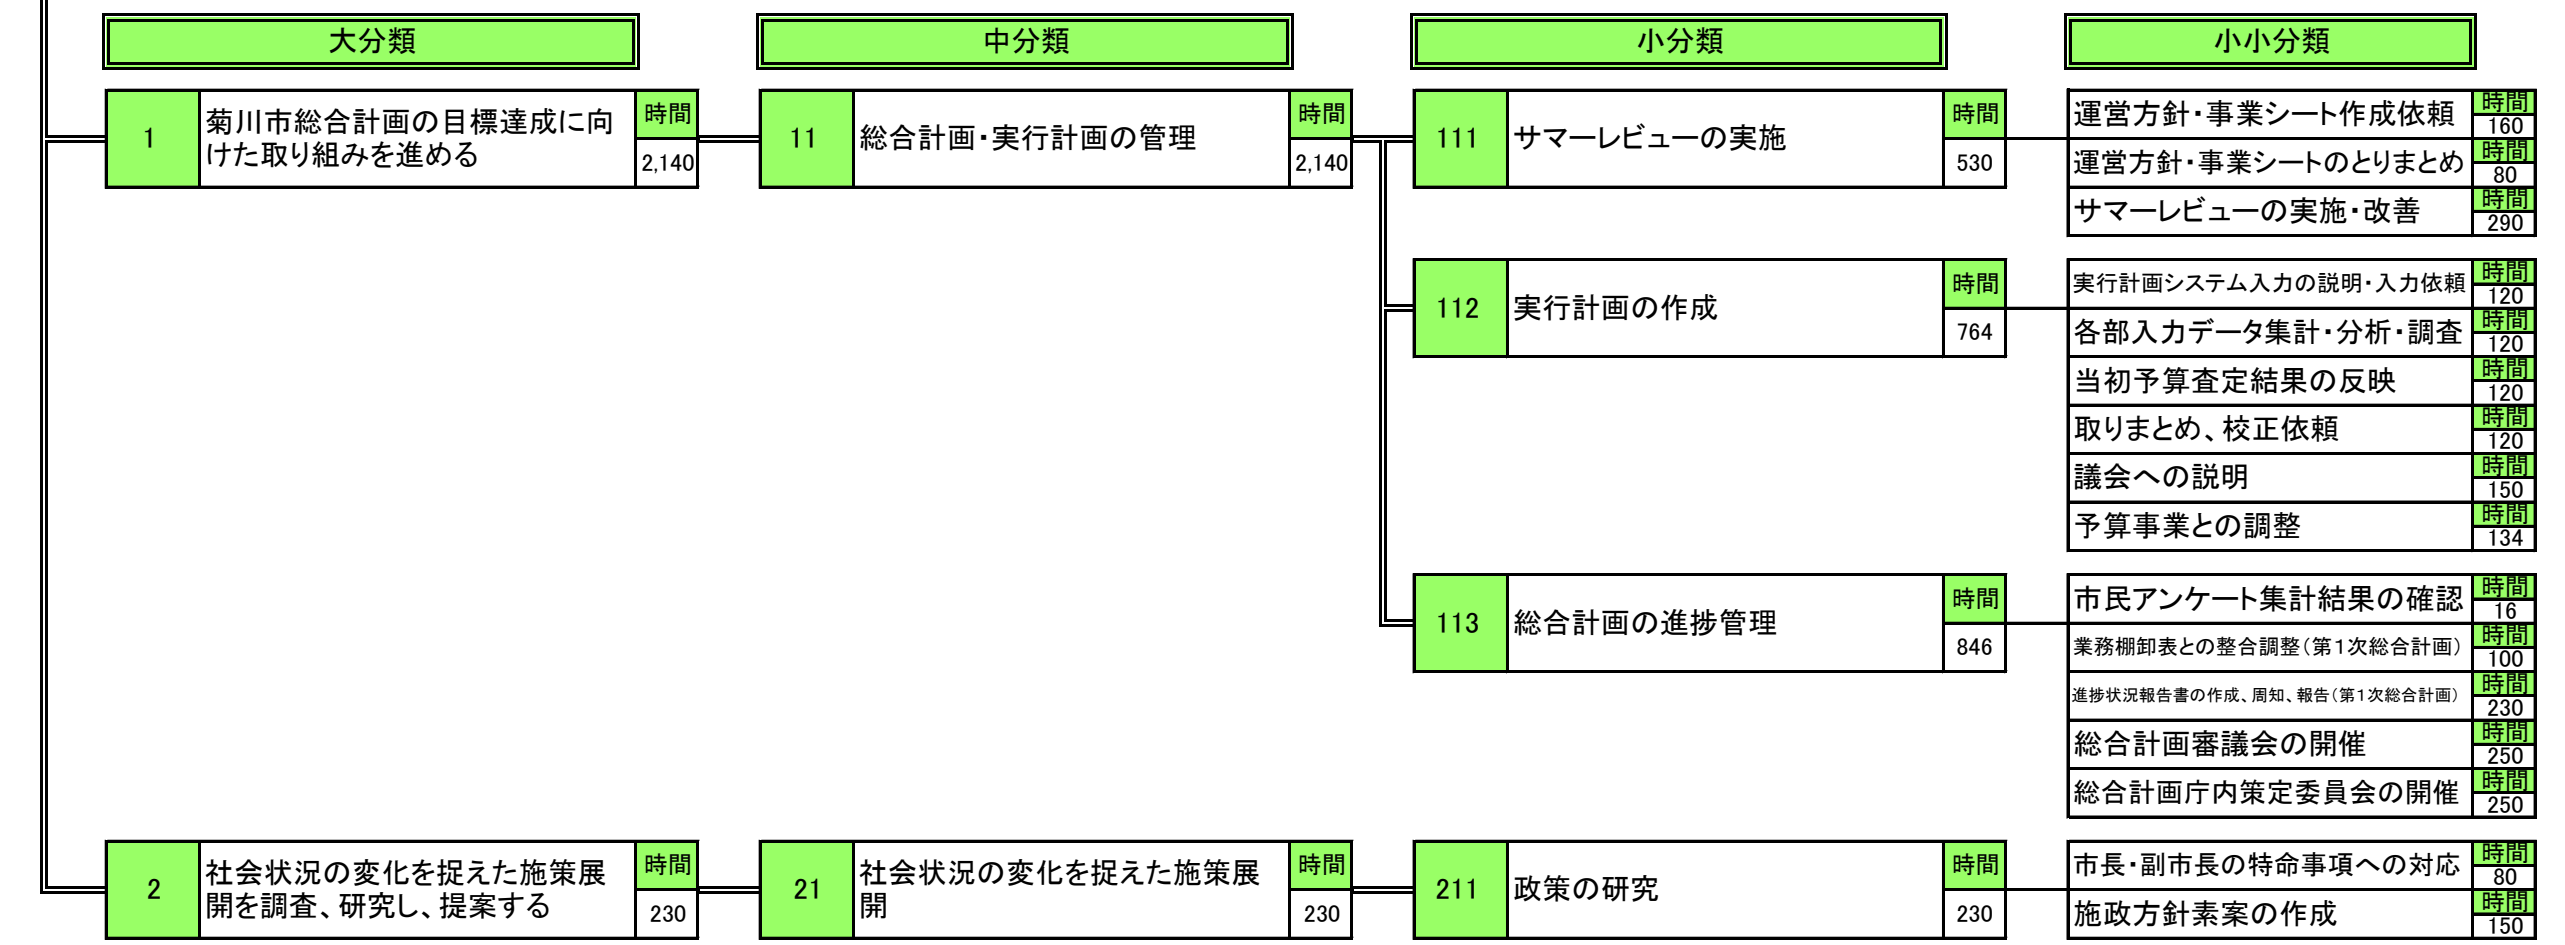 大分類
中分類
小分類
小小分類
1
菊川市総合計画の目標達成に向
けた取り組みを進める
時間
2,140
11
総合計画・実行計画の管理
時間
2,140
111
サマーレビューの実施
時間
530
運営方針・事業シート作成依頼
時間
160
運営方針・事業シートのとりまとめ
時間
80
サマーレビューの実施・改善
時間
290
112
実行計画の作成
時間
764
実行計画システム入力の説明・入力依頼
時間
120
各部入力データ集計・分析・調査
時間
120
当初予算査定結果の反映
時間
120
取りまとめ、校正依頼
時間
120
議会への説明
時間
150
予算事業との調整
時間
134
113
総合計画の進捗管理
時間
846
市民アンケート集計結果の確認
時間
16
業務棚卸表との整合調整（第１次総合計画）
時間
100
進捗状況報告書の作成、周知、報告（第１次総合計画）
時間
230
総合計画審議会の開催
時間
250
総合計画庁内策定委員会の開催
時間
250
2
社会状況の変化を捉えた施策展
開を調査、研究し、提案する
時間
230
21
社会状況の変化を捉えた施策展
開
時間
230
211
政策の研究
時間
230
市長・副市長の特命事項への対応
時間
80
施政方針素案の作成
時間
150